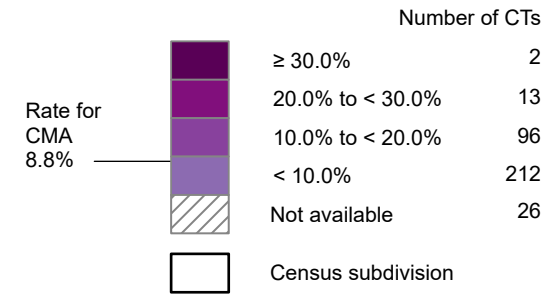 Number of CTs
≥ 30.0% 2
20.0% to < 30.0% 13
Rate for
CMA
8.8%
10.0% to < 20.0% 96
< 10.0% 212
Not available 26
Census subdivision